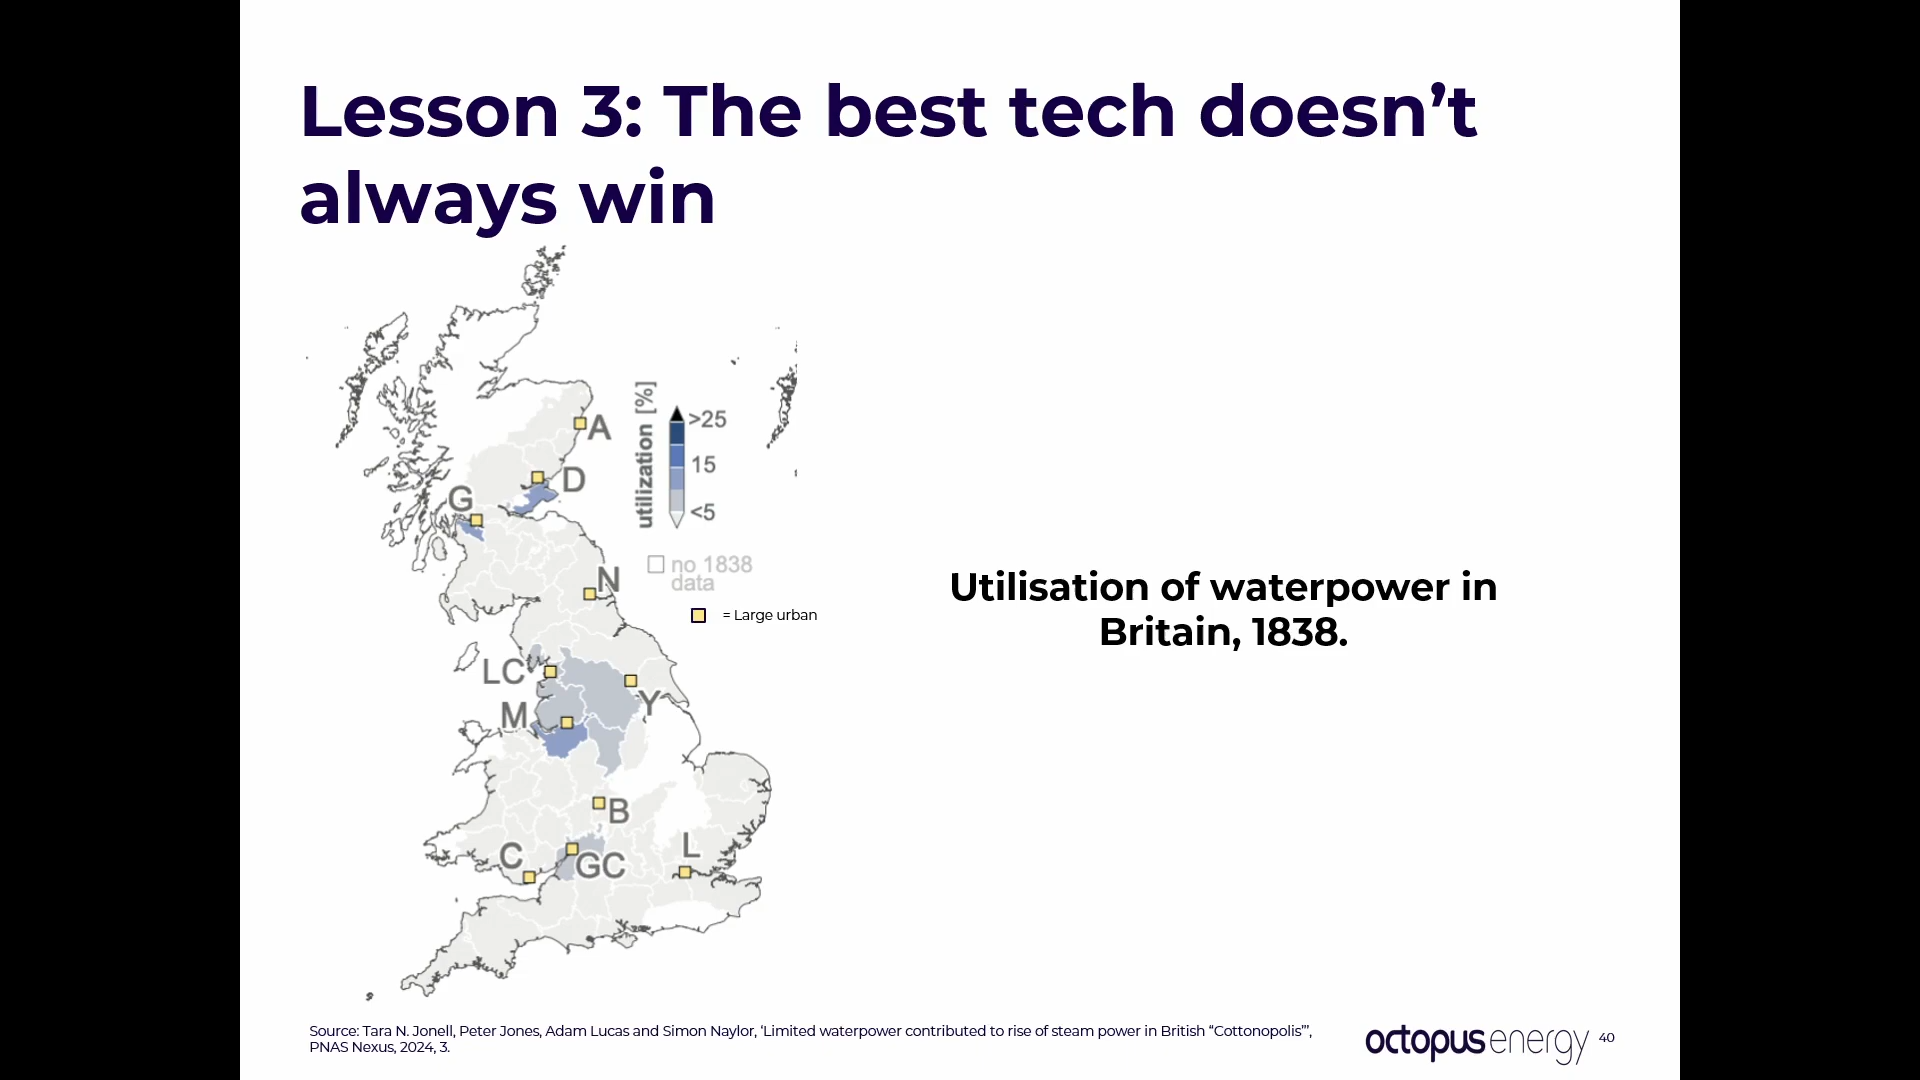 Lesson 3: The best tech doesn’t
always win
utilization [%]
>25
15
<5
A
D
G
N
no 1838
data
= Large urban
LC
M
Y
B
C
GC
L
Utilisation of waterpower in
Britain, 1838.
Source: Tara N. Jonell, Peter Jones, Adam Lucas and Simon Naylor, ‘Limited waterpower contributed to rise of steam power in British “Cottonopolis”’,
PNAS Nexus, 2024, 3.
octopusenergy
40